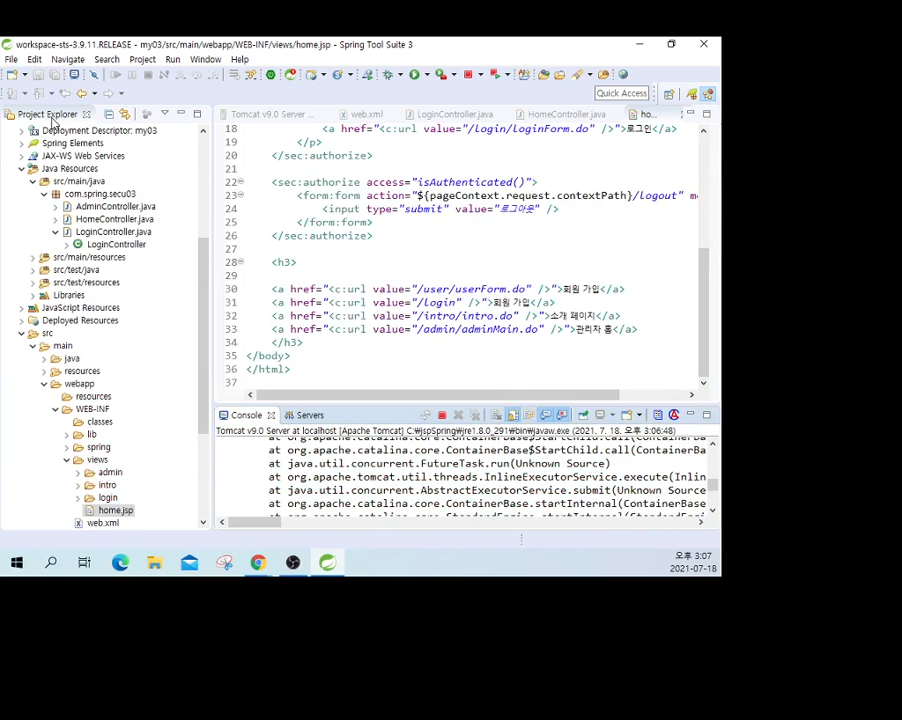 workspace-sts-3.9.11.RELEASE - my03/src/main/webapp/WEB-INF/views/home.jsp - Spring Tool Suite 3
File Edit Navigate Search Project Run Window Help
Quick Access
Project Explorer
Deployment Descriptor: my03
Spring Elements
JAX-WS Web Services
Java Resources
src/main/java
com.spring.secu03
AdminController.java
HomeController.java
LoginController.java
LoginController
src/main/resources
src/test/java
src/test/resources
Libraries
JavaScript Resources
Deployed Resources
src
main
java
resources
webapp
resources
WEB-INF
classes
lib
spring
views
admin
intro
login
home.jsp
web.xml
Tomcat v9.0 Server ...
web.xml
LoginController.java
HomeController.java
ho...
18 <a href="<c:url value="/login/loginForm.do" />">로그인</a>
19 </p>
20 </sec:authorize>
21
22 <sec:authorize access="isAuthenticated()">
23 <form:form action="${pageContext.request.contextPath}/logout" me
24 <input type="submit" value="로그아웃" />
25 </form:form>
26 </sec:authorize>
27
28 <h3>
29
30 <a href="<c:url value="/user/userForm.do" />">회원 가입</a>
31 <a href="<c:url value="/login" />">회원 가입</a>
32 <a href="<c:url value="/intro/intro.do" />">소개 페이지</a>
33 <a href="<c:url value="/admin/adminMain.do" />">관리자 홈</a>
34 </h3>
35 </body>
36 </html>
37
Console
Servers
Tomcat v9.0 Server at localhost [Apache Tomcat] C:\jspSpring\jre1.8.0_291\bin\javaw.exe (2021. 7. 18. 오후 3:06:48)
at org.apache.catalina.core.ContainerBase$StartChild.call(ContainerBa
at java.util.concurrent.FutureTask.run(Unknown Source)
at org.apache.tomcat.util.threads.InlineExecutorService.execute(Inlin
at java.util.concurrent.AbstractExecutorService.submit(Unknown Source
at org.apache.catalina.core.ContainerBase.startInternal(ContainerBase
오후 3:07
2021-07-18